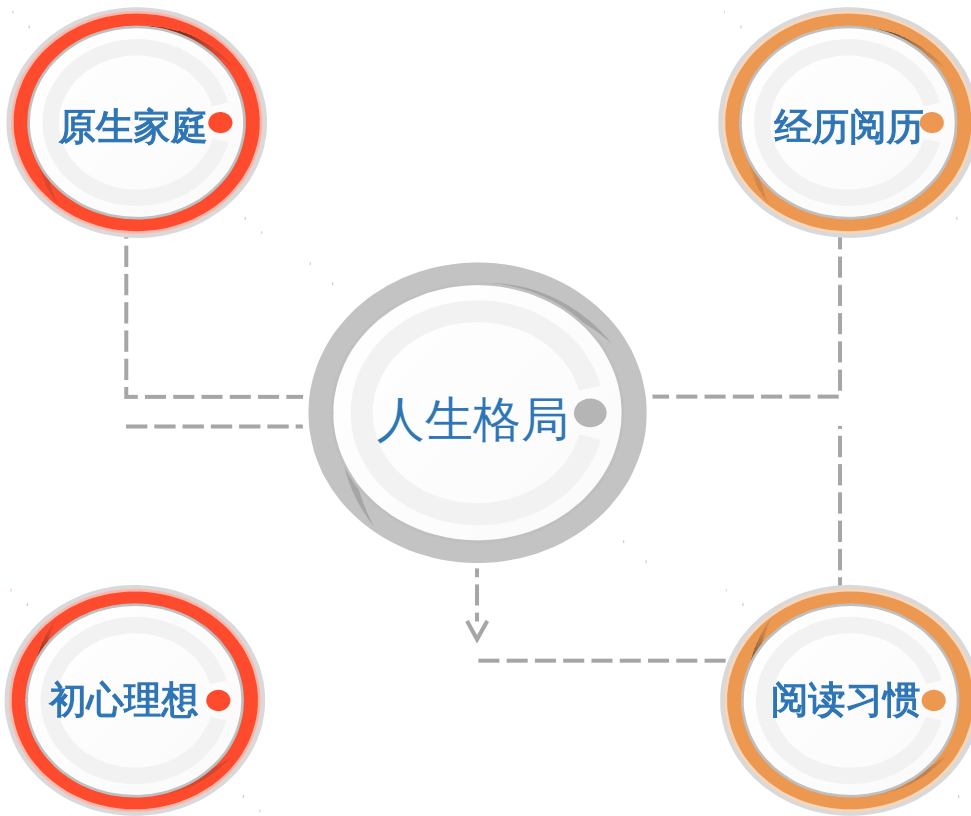 原生家庭
经历阅历
人生格局
初心理想
阅读习惯